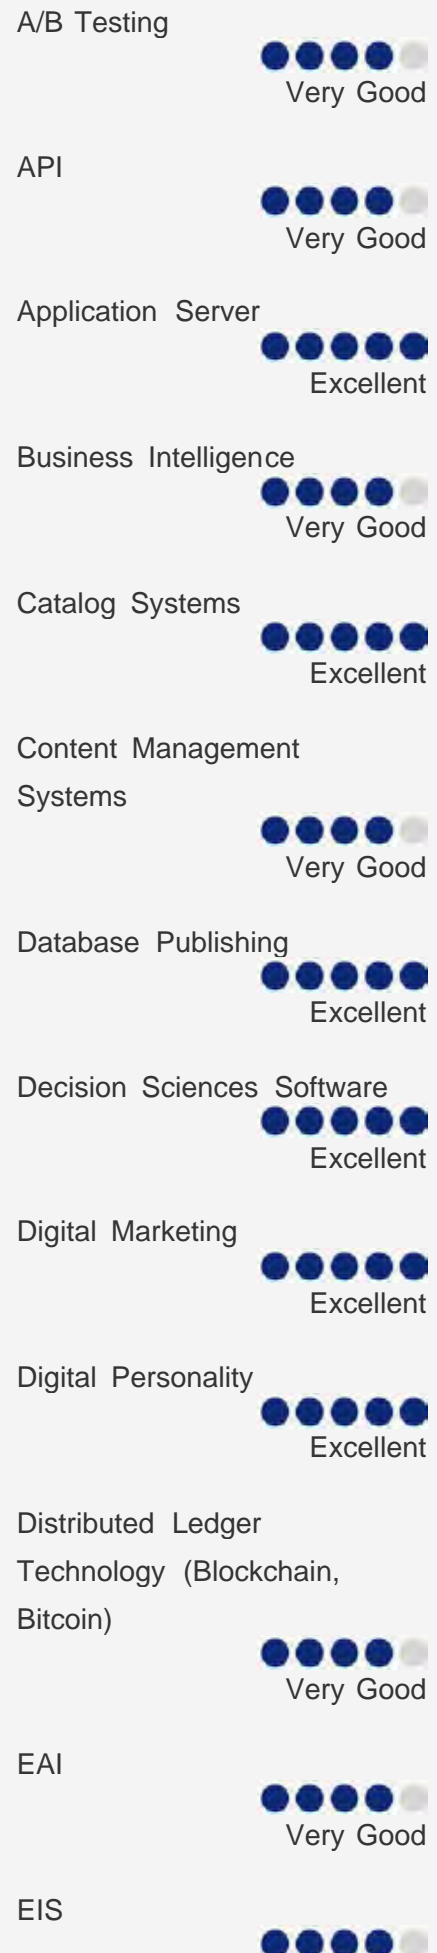 A/B Testing
Very Good
API
Very Good
Application Server
Excellent
Business Intelligence
Very Good
Catalog Systems
Excellent
Content Management
Systems
Very Good
Database Publishing
Excellent
Decision Sciences Software
Excellent
Digital Marketing
Excellent
Digital Personality
Excellent
Distributed Ledger
Technology (Blockchain,
Bitcoin)
Very Good
EAI
Very Good
EIS